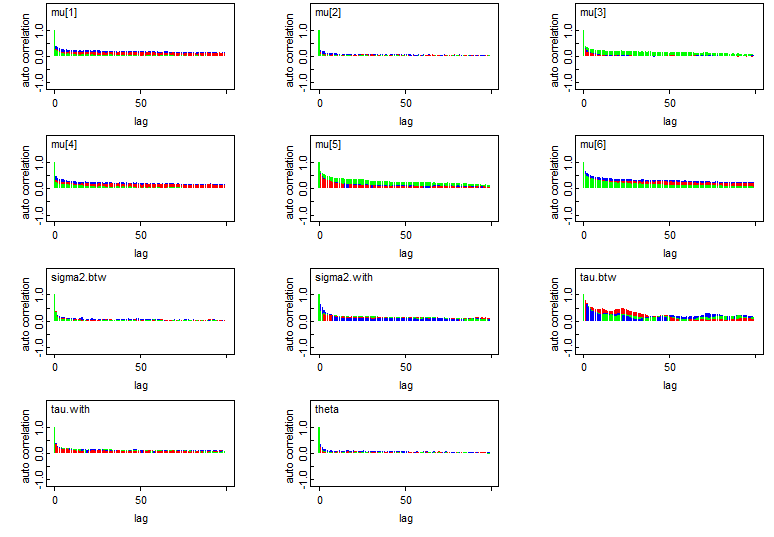 mu[1]
auto correlation
-1.0 0.0 1.0
0 50
lag
mu[2]
auto correlation
-1.0 0.0 1.0
0 50
lag
mu[3]
auto correlation
-1.0 0.0 1.0
0 50
lag
mu[4]
auto correlation
-1.0 0.0 1.0
0 50
lag
mu[5]
auto correlation
-1.0 0.0 1.0
0 50
lag
mu[6]
auto correlation
-1.0 0.0 1.0
0 50
lag
sigma2.btw
auto correlation
-1.0 0.0 1.0
0 50
lag
sigma2.with
auto correlation
-1.0 0.0 1.0
0 50
lag
tau.btw
auto correlation
-1.0 0.0 1.0
0 50
lag
tau.with
auto correlation
-1.0 0.0 1.0
0 50
lag
theta
auto correlation
-1.0 0.0 1.0
0 50
lag